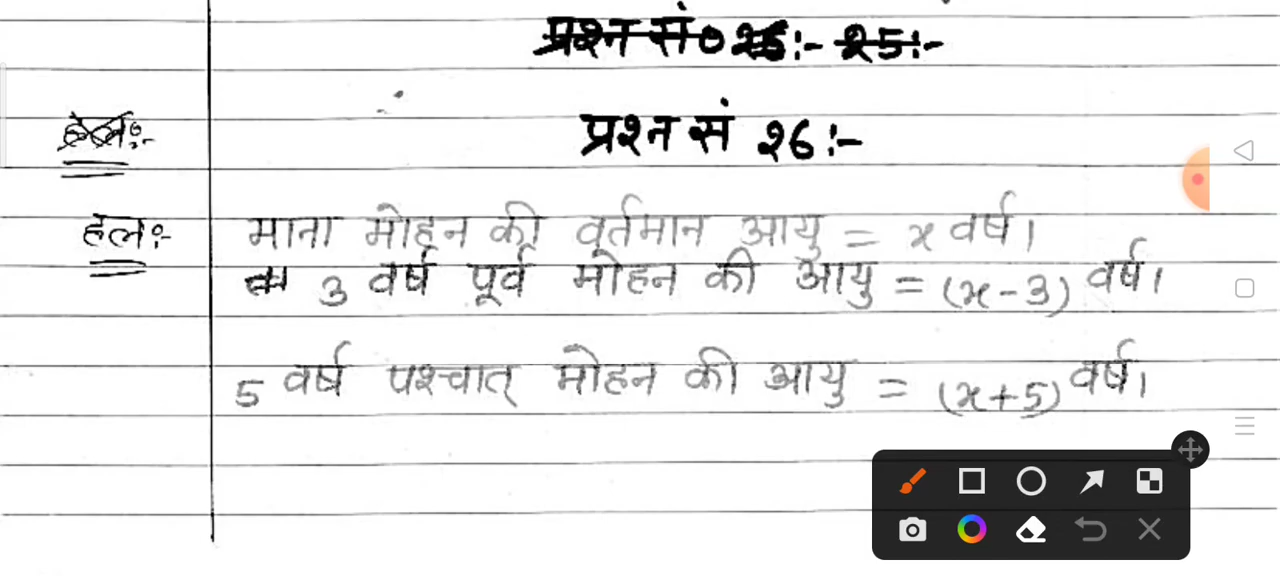 प्रश्न सं० 25:- 25:-
प्रश्न सं 26:-
हल:-
हल:- माना मोहन की वर्तमान आयु = x वर्ष।
3 वर्ष पूर्व मोहन की आयु = (x-3) वर्ष।
5 वर्ष पश्चात् मोहन की आयु = (x+5) वर्ष।